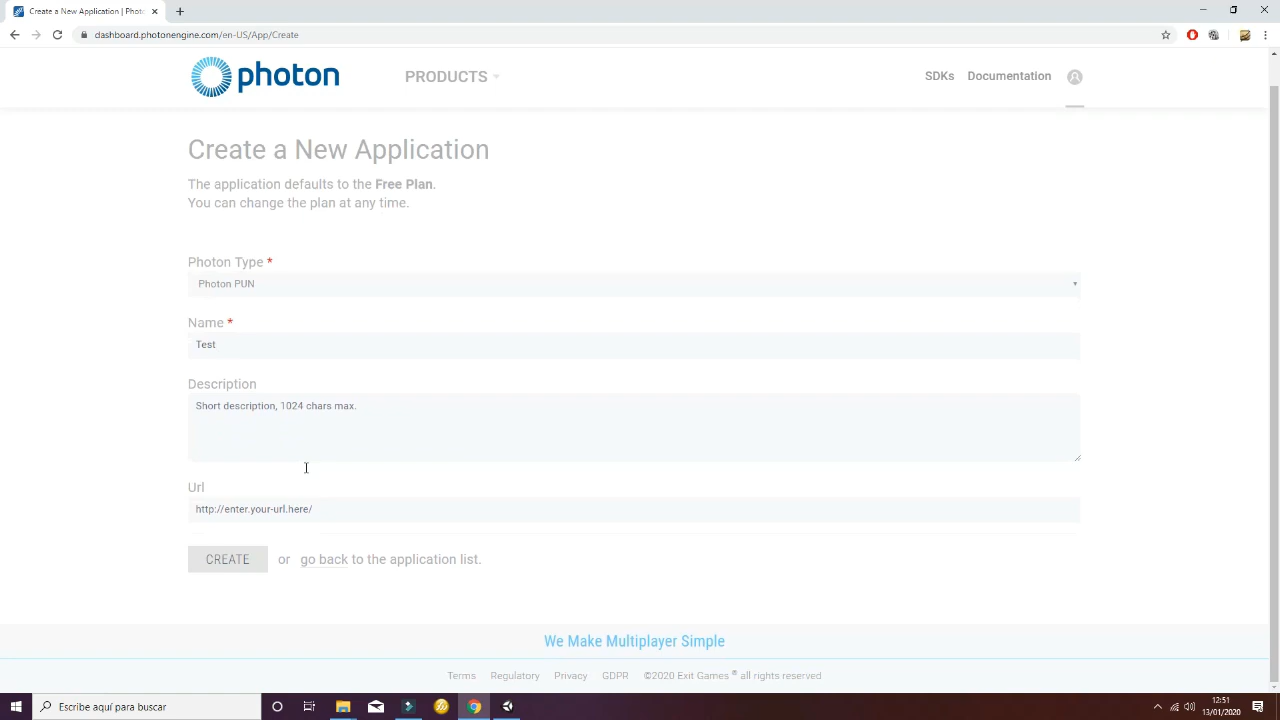 Create a New Application | Phot
dashboard.photonengine.com/en-US/App/Create
photon
PRODUCTS
SDKs
Documentation
Create a New Application
The application defaults to the Free Plan.
You can change the plan at any time.
Photon Type *
Photon PUN
Name *
Test
Description
Short description, 1024 chars max.
Url
http://enter.your-url.here/
CREATE or go back to the application list.
We Make Multiplayer Simple
Terms Regulatory Privacy GDPR ©2020 Exit Games ® all rights reserved
Escribe aquí para buscar
12:51
13/01/2020